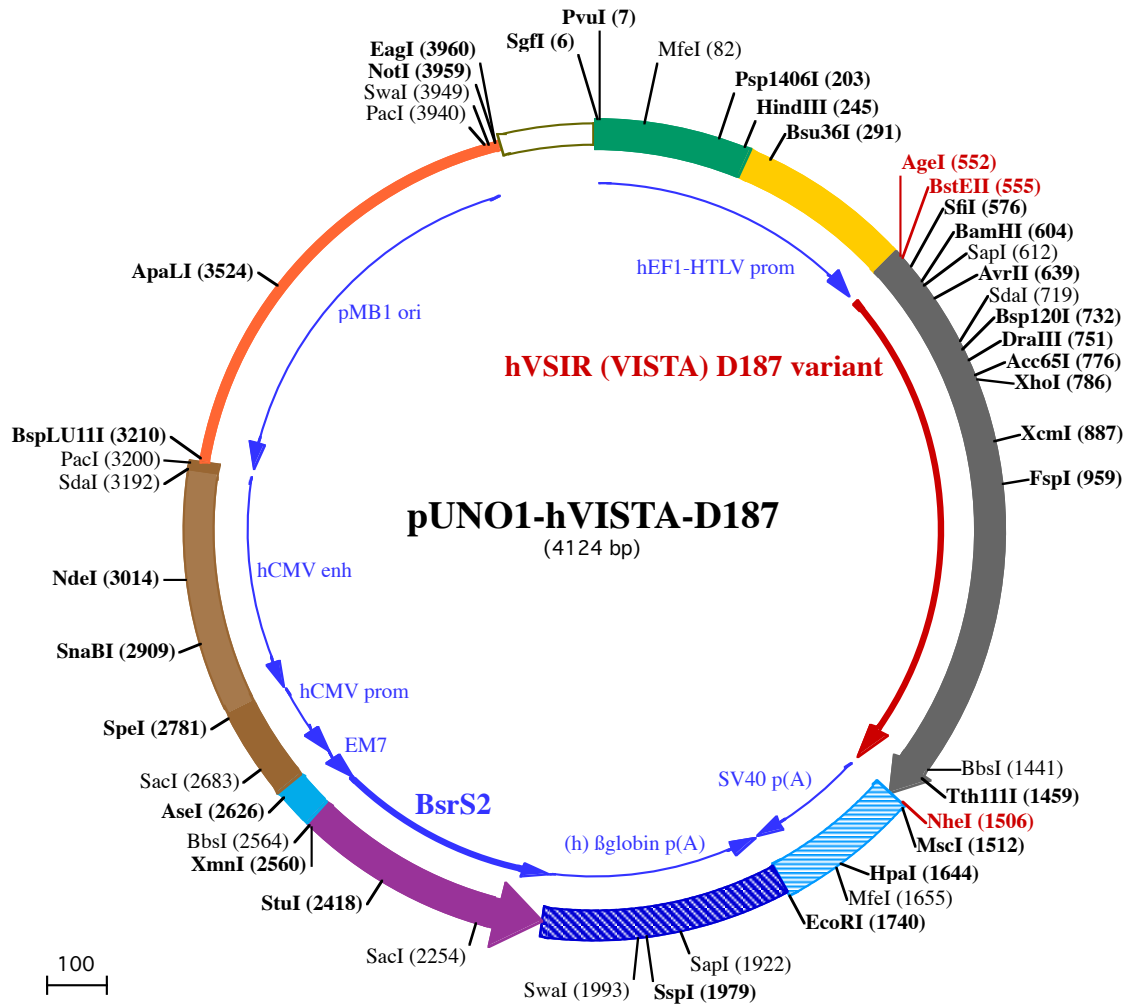 PvuI (7)
SgfI (6)
MfeI (82)
EagI (3960)
NotI (3959)
SwaI (3949)
PacI (3940)
Psp1406I (203)
HindIII (245)
Bsu36I (291)
AgeI (552)
BstEII (555)
SfiI (576)
BamHI (604)
SapI (612)
AvrII (639)
SdaI (719)
Bsp120I (732)
DraIII (751)
Acc65I (776)
XhoI (786)
XcmI (887)
FspI (959)
ApaLI (3524)
hEF1-HTLV prom
pMB1 ori
hVSIR (VISTA) D187 variant
BspLU11I (3210)
PacI (3200)
SdaI (3192)
pUNO1-hVISTA-D187
(4124 bp)
NdeI (3014)
hCMV enh
SnaBI (2909)
hCMV prom
SpeI (2781)
EM7
SacI (2683)
AseI (2626)
BbsI (2564)
XmnI (2560)
BsrS2
SV40 p(A)
(h) ßglobin p(A)
BbsI (1441)
Tth111I (1459)
NheI (1506)
MscI (1512)
HpaI (1644)
MfeI (1655)
EcoRI (1740)
StuI (2418)
SacI (2254)
SapI (1922)
SwaI (1993)
SspI (1979)
100